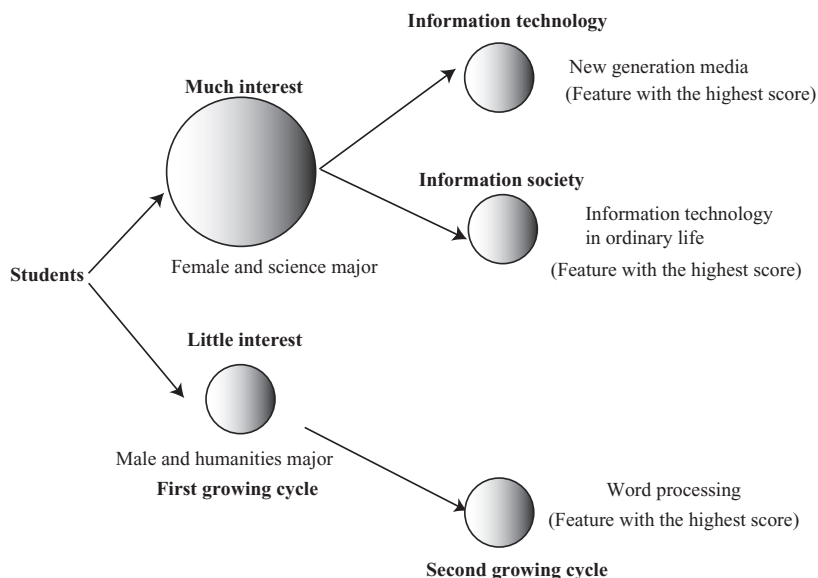 Information technology
New generation media
(Feature with the highest score)
Much interest
Information society
Information technology
in ordinary life
(Feature with the highest score)
Female and science major
Students
Little interest
Male and humanities major
First growing cycle
Word processing
(Feature with the highest score)
Second growing cycle